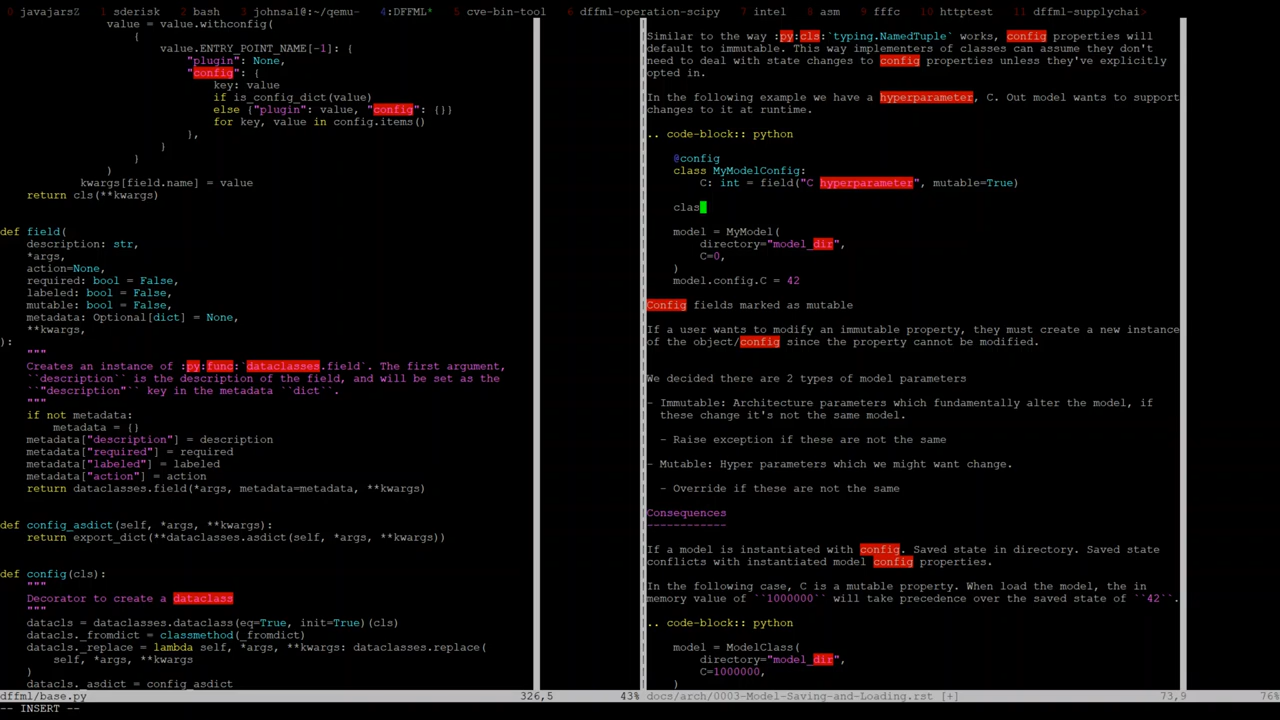 0 javajarsZ 1 sderisk 2 bash 3 johnsa1@:~/qemu- 4:DFFML* 5 cve-bin-tool 6 dffml-operation-scipy 7 intel 8 asm 9 fffc 10 httptest 11 dffml-supplychai>
value = value.withconfig(
{
value.ENTRY_POINT_NAME[-1]: {
"plugin": None,
"config": {
key: value
if is_config_dict(value)
else {"plugin": value, "config": {}}
for key, value in config.items()
},
}
}
)
kwargs[field.name] = value
return cls(**kwargs)
def field(
description: str,
*args,
action=None,
required: bool = False,
labeled: bool = False,
mutable: bool = False,
metadata: Optional[dict] = None,
**kwargs,
):
"""
Creates an instance of :py:func:`dataclasses.field`. The first argument,
``description`` is the description of the field, and will be set as the
``"description"`` key in the metadata ``dict``.
"""
if not metadata:
metadata = {}
metadata["description"] = description
metadata["required"] = required
metadata["labeled"] = labeled
metadata["action"] = action
return dataclasses.field(*args, metadata=metadata, **kwargs)
def config_asdict(self, *args, **kwargs):
return export_dict(**dataclasses.asdict(self, *args, **kwargs))
def config(cls):
"""
Decorator to create a dataclass
"""
datacls = dataclasses.dataclass(eq=True, init=True)(cls)
datacls._fromdict = classmethod(_fromdict)
datacls._replace = lambda self, *args, **kwargs: dataclasses.replace(
self, *args, **kwargs
)
datacls._asdict = config_asdict
dffml/base.py 326,5 43%
-- INSERT --
Similar to the way :py:cls:`typing.NamedTuple` works, config properties will
default to immutable. This way implementers of classes can assume they don't
need to deal with state changes to config properties unless they've explicitly
opted in.
In the following example we have a hyperparameter, C. Out model wants to support
changes to it at runtime.
.. code-block:: python
@config
class MyModelConfig:
C: int = field("C hyperparameter", mutable=True)
clas
model = MyModel(
directory="model_dir",
C=0,
)
model.config.C = 42
Config fields marked as mutable
If a user wants to modify an immutable property, they must create a new instance
of the object/config since the property cannot be modified.
We decided there are 2 types of model parameters
- Immutable: Architecture parameters which fundamentally alter the model, if
these change it's not the same model.
- Raise exception if these are not the same
- Mutable: Hyper parameters which we might want change.
- Override if these are not the same
Consequences
------------
If a model is instantiated with config. Saved state in directory. Saved state
conflicts with instantiated model config properties.
In the following case, C is a mutable property. When load the model, the in
memory value of ``1000000`` will take precedence over the saved state of ``42``.
.. code-block:: python
model = ModelClass(
directory="model_dir",
C=1000000,
)
docs/arch/0003-Model-Saving-and-Loading.rst [+] 73,9 76%